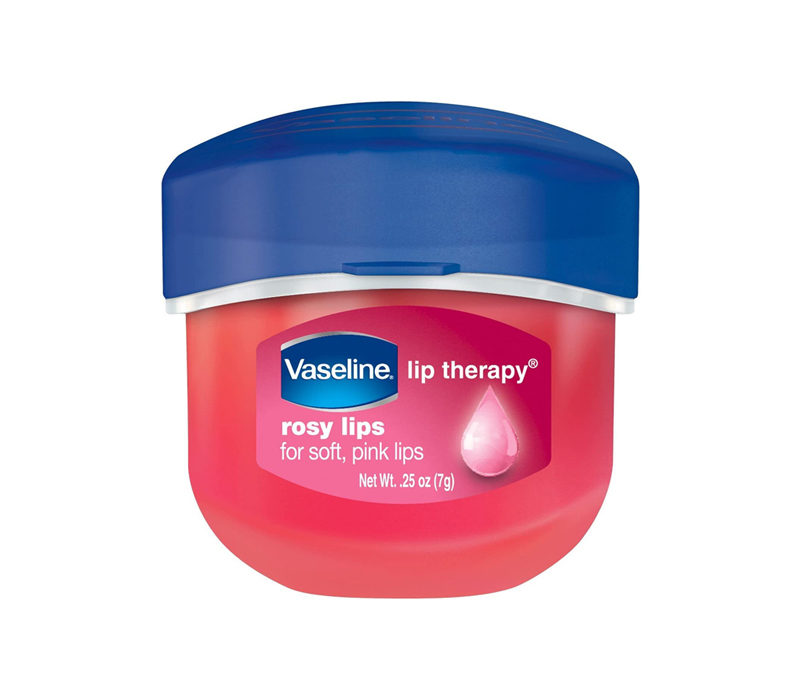 Vaseline. lip therapy®
rosy lips
for soft, pink lips
Net Wt. .25 oz (7g)